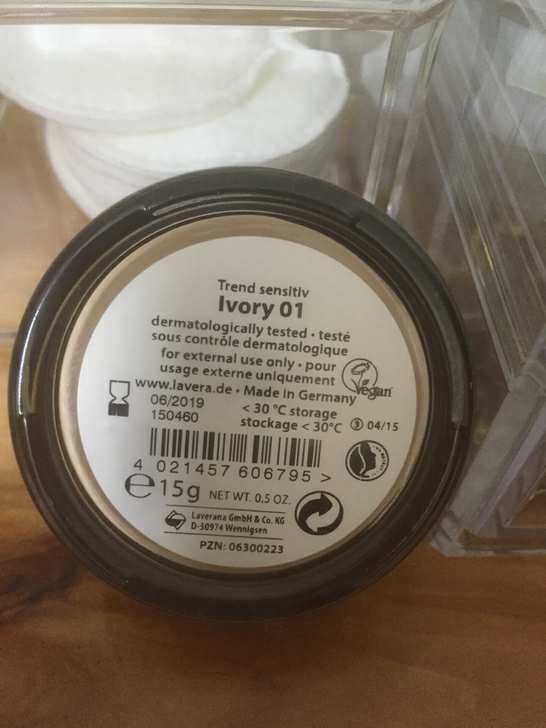 Trend sensitiv
Ivory 01
dermatologically tested · testé
sous contrôle dermatologique
for external use only · pour
usage externe uniquement
Vegan
www.lavera.de · Made in Germany
06/2019
< 30 °C storage
150460
stockage < 30°C
③ 04/15
4 021457 606795 >
e 15g NET WT. 0.5 OZ.
Laverana GmbH & Co. KG
D-30974 Wennigsen
PZN: 06300223